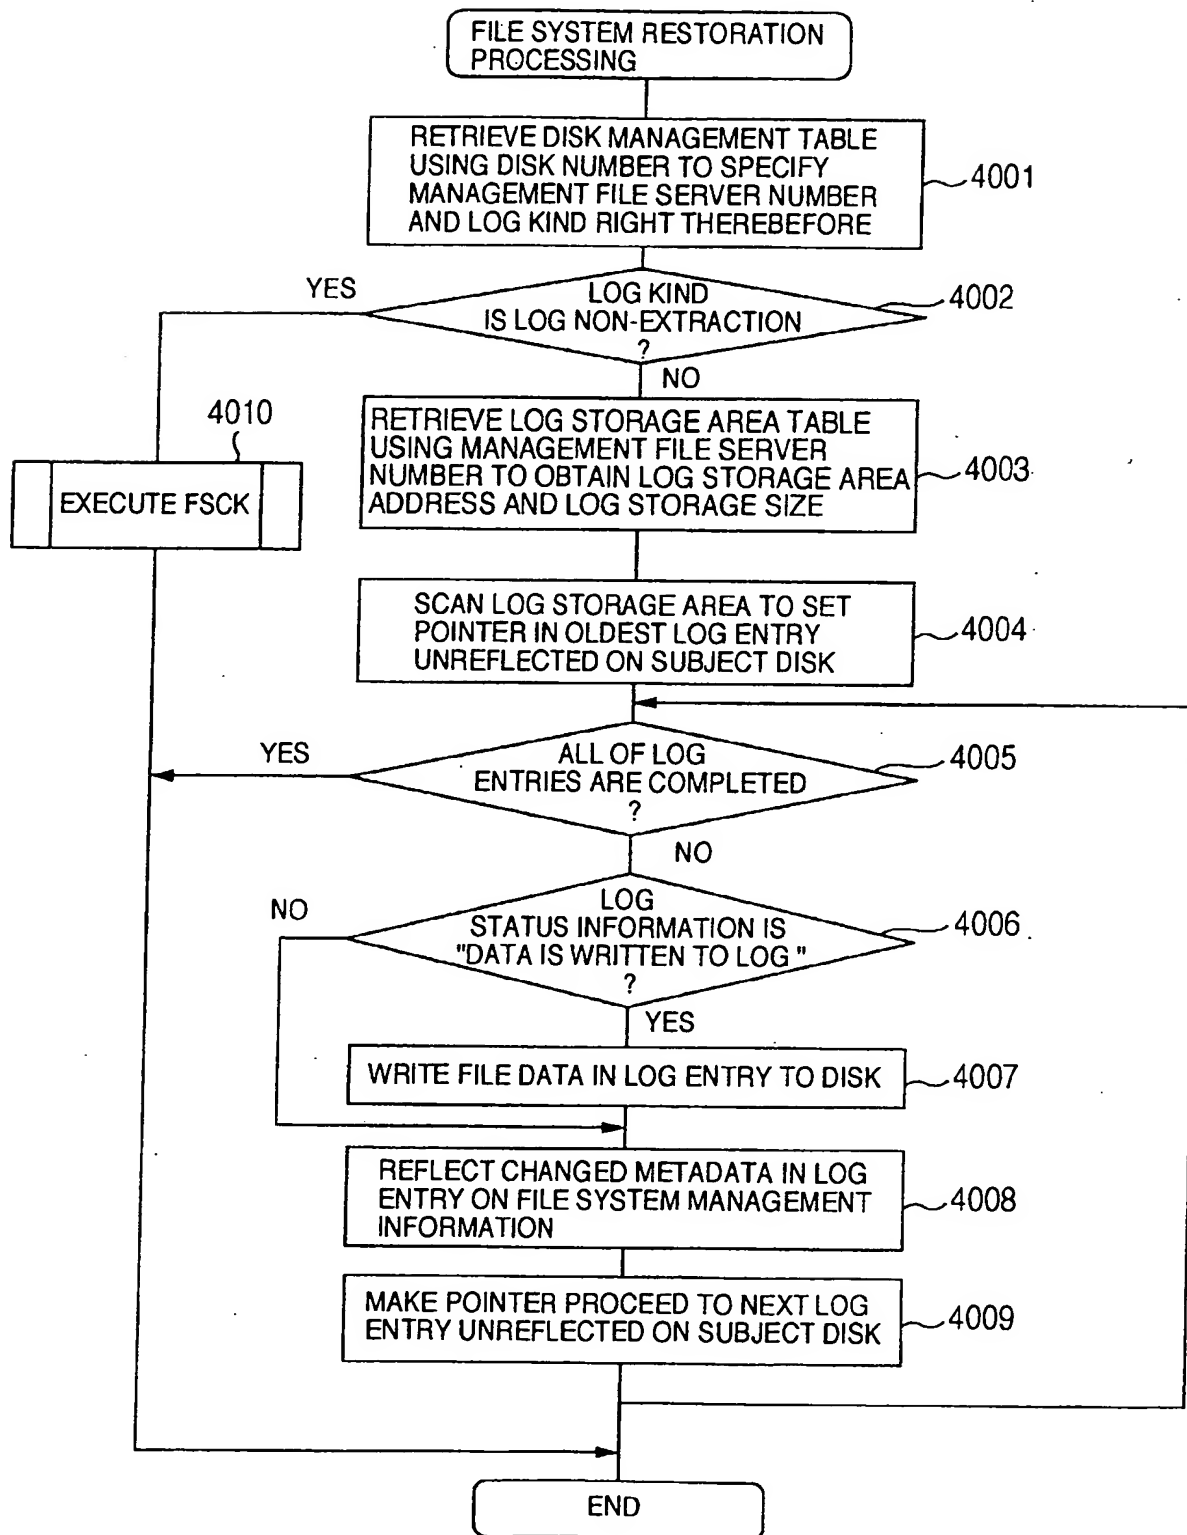 FILE SYSTEM RESTORATION
PROCESSING
RETRIEVE DISK MANAGEMENT TABLE
USING DISK NUMBER TO SPECIFY
MANAGEMENT FILE SERVER NUMBER
AND LOG KIND RIGHT THEREBEFORE
4001
YES
LOG KIND
IS LOG NON-EXTRACTION
?
4002
NO
4010
EXECUTE FSCK
RETRIEVE LOG STORAGE AREA TABLE
USING MANAGEMENT FILE SERVER
NUMBER TO OBTAIN LOG STORAGE AREA
ADDRESS AND LOG STORAGE SIZE
4003
SCAN LOG STORAGE AREA TO SET
POINTER IN OLDEST LOG ENTRY
UNREFLECTED ON SUBJECT DISK
4004
YES
ALL OF LOG
ENTRIES ARE COMPLETED
?
4005
NO
NO
LOG
STATUS INFORMATION IS
"DATA IS WRITTEN TO LOG "
?
4006
YES
WRITE FILE DATA IN LOG ENTRY TO DISK
4007
REFLECT CHANGED METADATA IN LOG
ENTRY ON FILE SYSTEM MANAGEMENT
INFORMATION
4008
MAKE POINTER PROCEED TO NEXT LOG
ENTRY UNREFLECTED ON SUBJECT DISK
4009
END